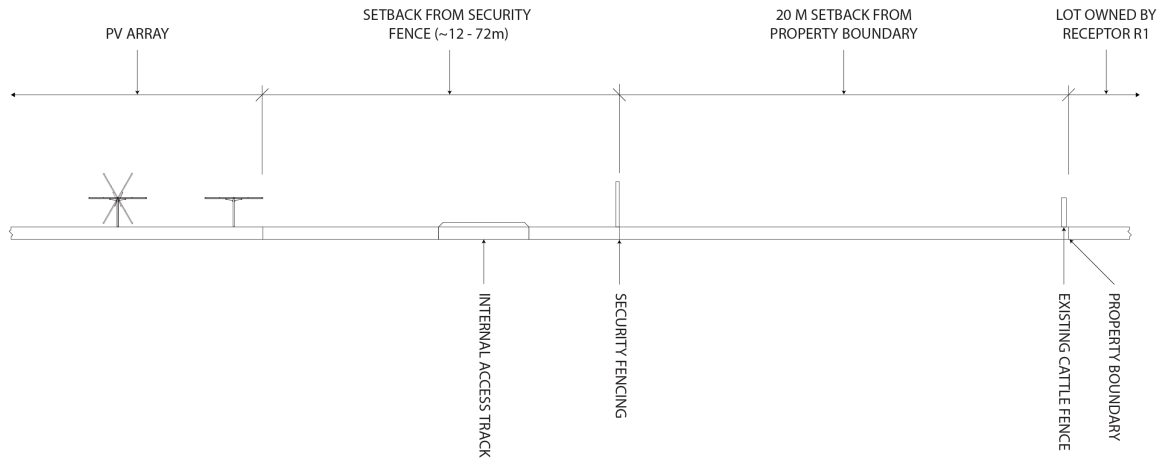 PV ARRAY
SETBACK FROM SECURITY
FENCE (~12 - 72m)
20 M SETBACK FROM
PROPERTY BOUNDARY
LOT OWNED BY
RECEPTOR R1
INTERNAL ACCESS TRACK
SECURITY FENCING
EXISTING CATTLE FENCE
PROPERTY BOUNDARY